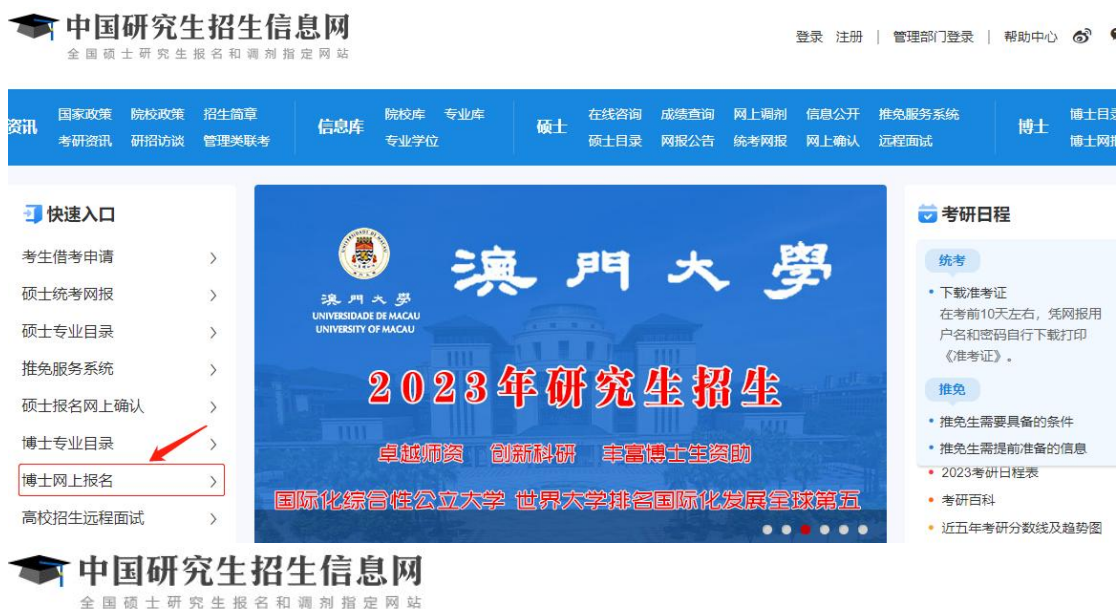 中国研究生招生信息网
全国硕士研究生报名和调剂指定网站
登录 注册 | 管理部门登录 | 帮助中心
资讯
国家政策 院校政策 招生简章
考研资讯 研招访谈 管理类联考
信息库
院校库 专业库
专业学位
硕士
在线咨询 成绩查询 网上调剂 信息公开 推免服务系统
硕士目录 网报公告 统考网报 网上确认 远程面试
博士
博士目录
博士网报
快速入口
考生借考申请
硕士统考网报
硕士专业目录
推免服务系统
硕士报名网上确认
博士专业目录
博士网上报名
高校招生远程面试
UNIVERSIDADE DE MACAU
澳門大學
澳門大學
UNIVERSIDADE DE MACAU
UNIVERSITY OF MACAU
2023年研究生招生
卓越师资 创新科研 丰富博士生资助
国际化综合性公立大学 世界大学排名国际化发展全球第五
考研日程
统考
• 下载准考证
在考前10天左右，凭网报用
户名和密码自行下载打印
《准考证》。
推免
• 推免生需要具备的条件
• 推免生需提前准备的信息
• 2023考研日程表
• 考研百科
• 近五年考研分数线及趋势图
中国研究生招生信息网
全国硕士研究生报名和调剂指定网站